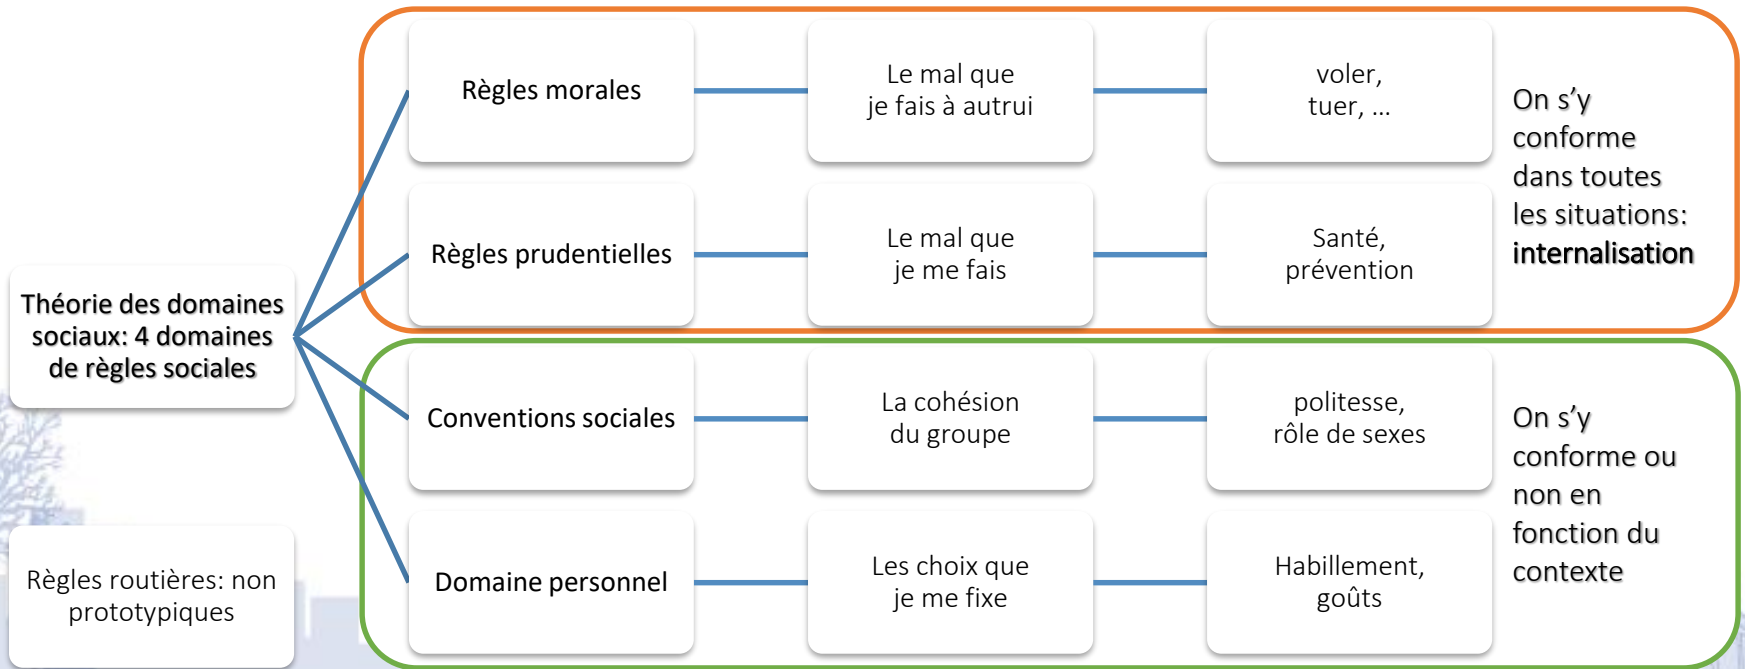 Théorie des domaines
sociaux: 4 domaines
de règles sociales
Règles morales
Le mal que
je fais à autrui
voler,
tuer, …
Règles prudentielles
Le mal que
je me fais
Santé,
prévention
On s’y
conforme
dans toutes
les situations:
internalisation
Conventions sociales
La cohésion
du groupe
politesse,
rôle de sexes
Domaine personnel
Les choix que
je me fixe
Habillement,
goûts
On s’y
conforme ou
non en
fonction du
contexte
Règles routières: non
prototypiques